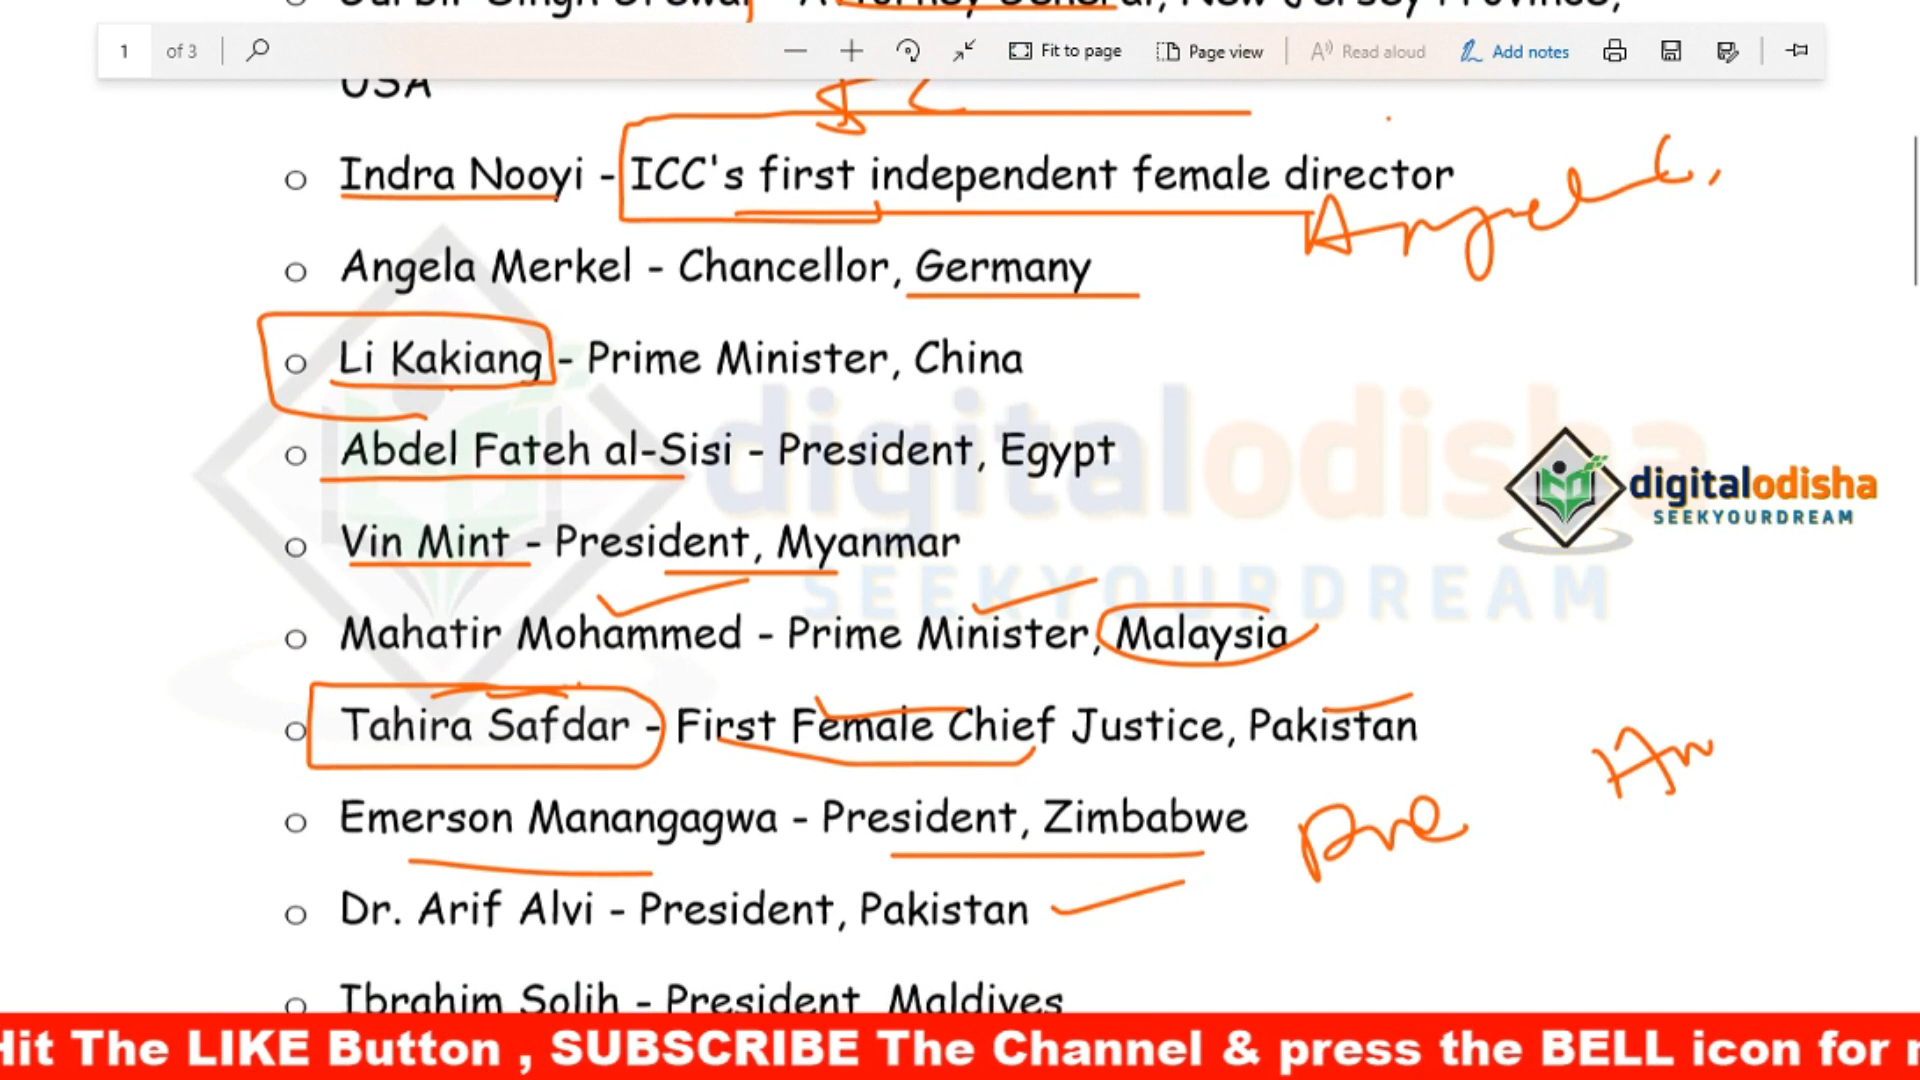 1 of 3 Fit to page Page view Read aloud Add notes
USA
Indra Nooyi - ICC's first independent female director
Angela Merkel - Chancellor, Germany
Li Kakiang - Prime Minister, China
Abdel Fateh al-Sisi - President, Egypt
digitalodisha
SEEKYOURDREAM
Vin Mint - President, Myanmar
SEEKYOURDREAM
Mahatir Mohammed - Prime Minister, Malaysia
Tahira Safdar - First Female Chief Justice, Pakistan
Emerson Manangagwa - President, Zimbabwe
Dr. Arif Alvi - President, Pakistan
Ibrahim Solih - President, Maldives
Hit The LIKE Button , SUBSCRIBE The Channel & press the BELL icon for